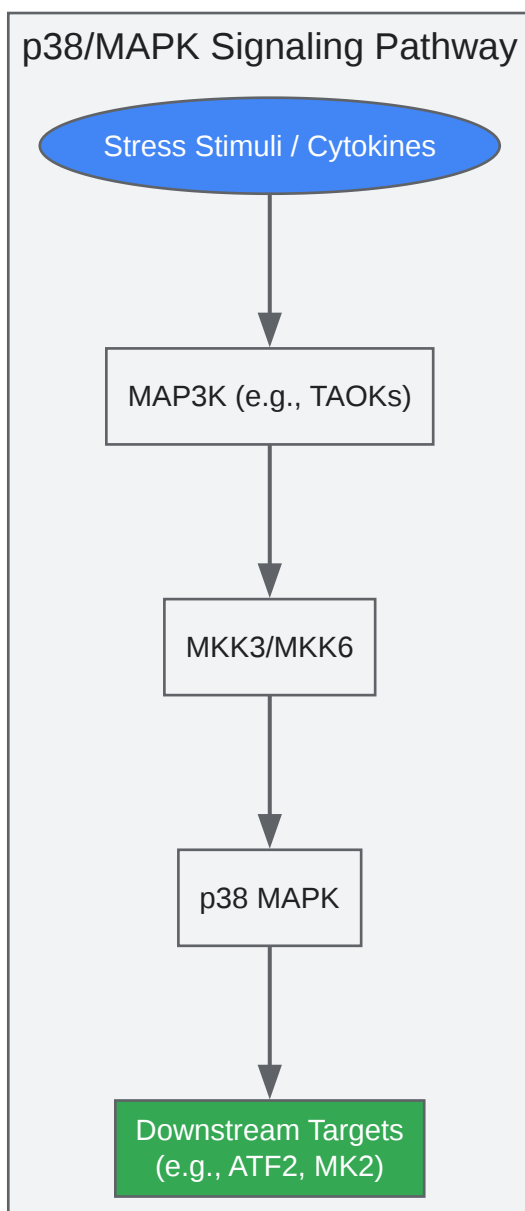 p38/MAPK Signaling Pathway
Stress Stimuli / Cytokines
MAP3K (e.g., TAOKs)
MKK3/MKK6
p38 MAPK
Downstream Targets
(e.g., ATF2, MK2)